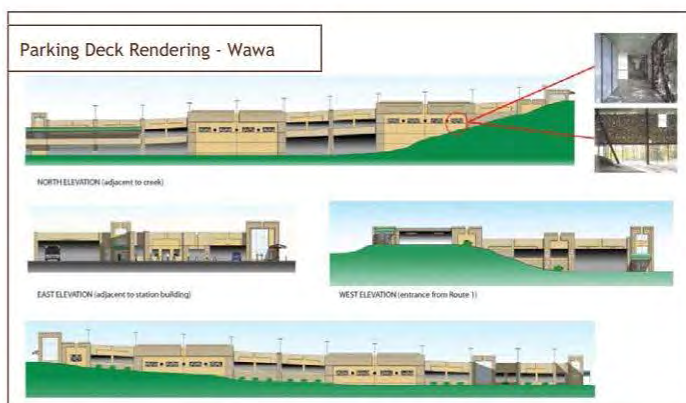 Parking Deck Rendering - Wawa
NORTH ELEVATION (adjacent to creek)
EAST ELEVATION (adjacent to station building)
WEST ELEVATION (entrance from Route 1)